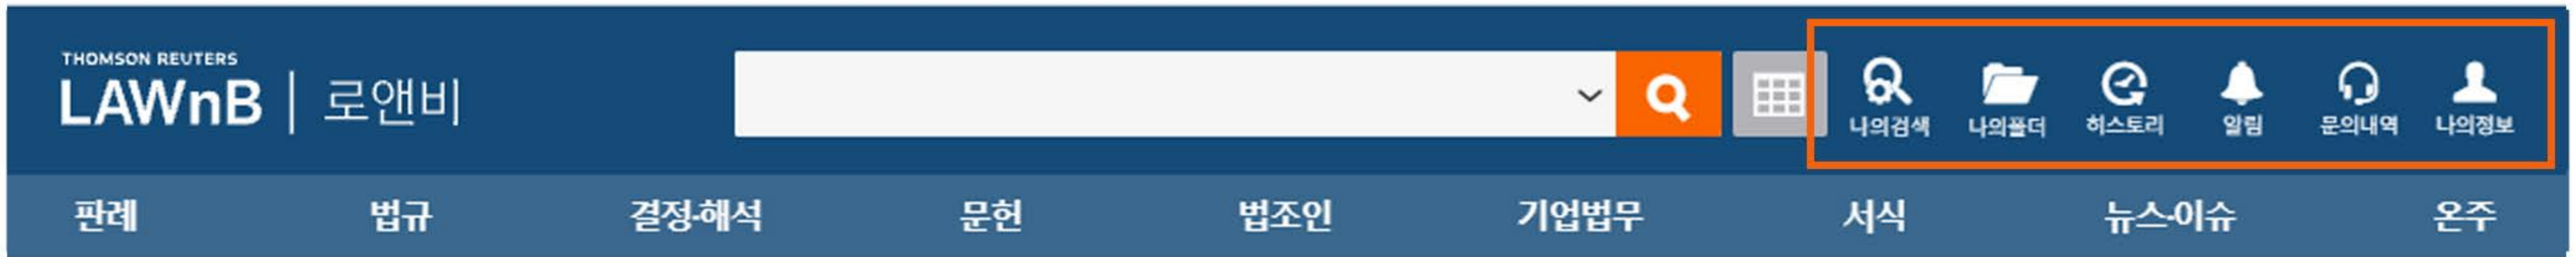 THOMSON REUTERS
LAWnB | 로앤비
나의검색 나의폴더 히스토리 알림 문의내역 나의정보
판례 법규 결정·해석 문헌 법조인 기업법무 서식 뉴스·이슈 온주